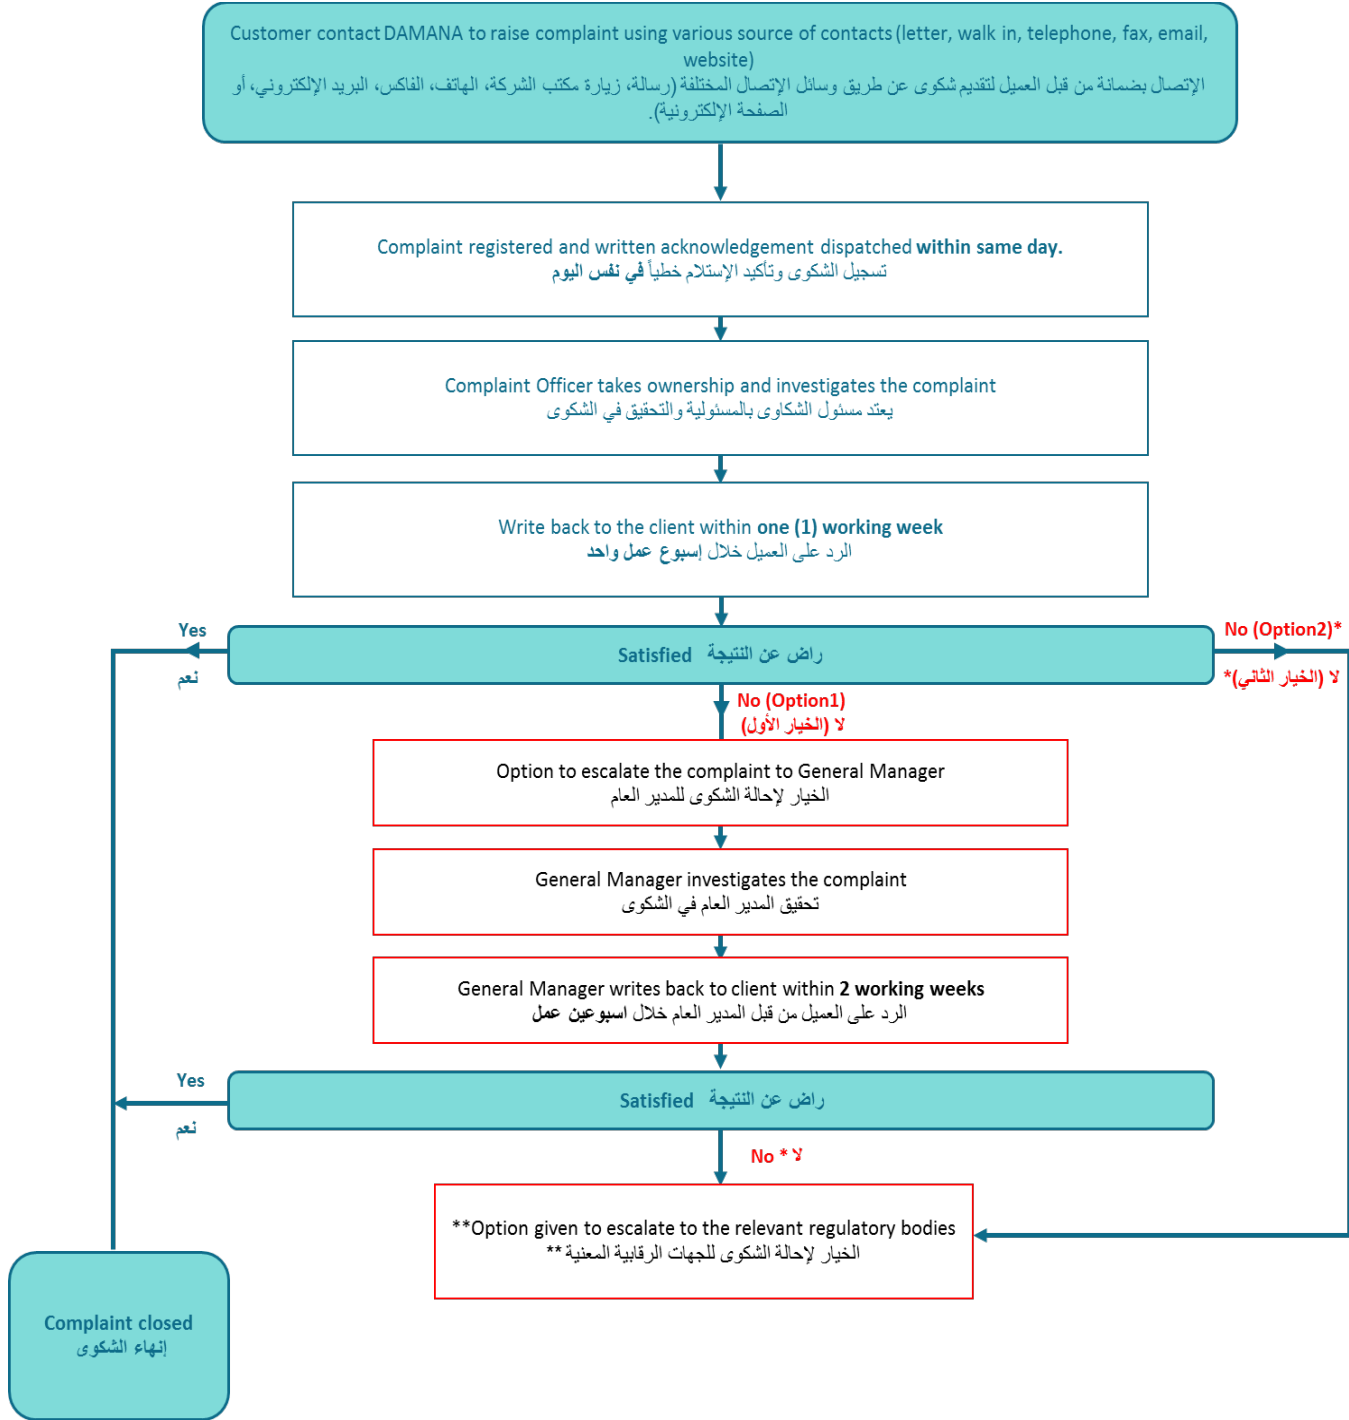 Customer contact DAMANA to raise complaint using various source of contacts (letter, walk in, telephone, fax, email,
website)
الإتصال بضمانة من قبل العميل لتقديم شكوى عن طريق وسائل الإتصال المختلفة (رسالة، زيارة مكتب الشركة، الهاتف، الفاكس، البريد الإلكتروني، أو
الصفحة الإلكترونية).
Complaint registered and written acknowledgement dispatched within same day.
تسجيل الشكوى وتأكيد الإستلام خطياً في نفس اليوم
Complaint Officer takes ownership and investigates the complaint
يعتد مسئول الشكاوى بالمسئولية والتحقيق في الشكوى
Write back to the client within one (1) working week
الرد على العميل خلال إسبوع عمل واحد
Yes
نعم
Satisfied راض عن النتيجة
No (Option2)*
لا (الخيار الثاني)*
No (Option1)
لا (الخيار الأول)
Option to escalate the complaint to General Manager
الخيار لإحالة الشكوى للمدير العام
General Manager investigates the complaint
تحقيق المدير العام في الشكوى
General Manager writes back to client within 2 working weeks
الرد على العميل من قبل المدير العام خلال اسبوعين عمل
Yes
نعم
Satisfied راض عن النتيجة
No * لا
**Option given to escalate to the relevant regulatory bodies
الخيار لإحالة الشكوى للجهات الرقابية المعنية **
Complaint closed
إنهاء الشكوى